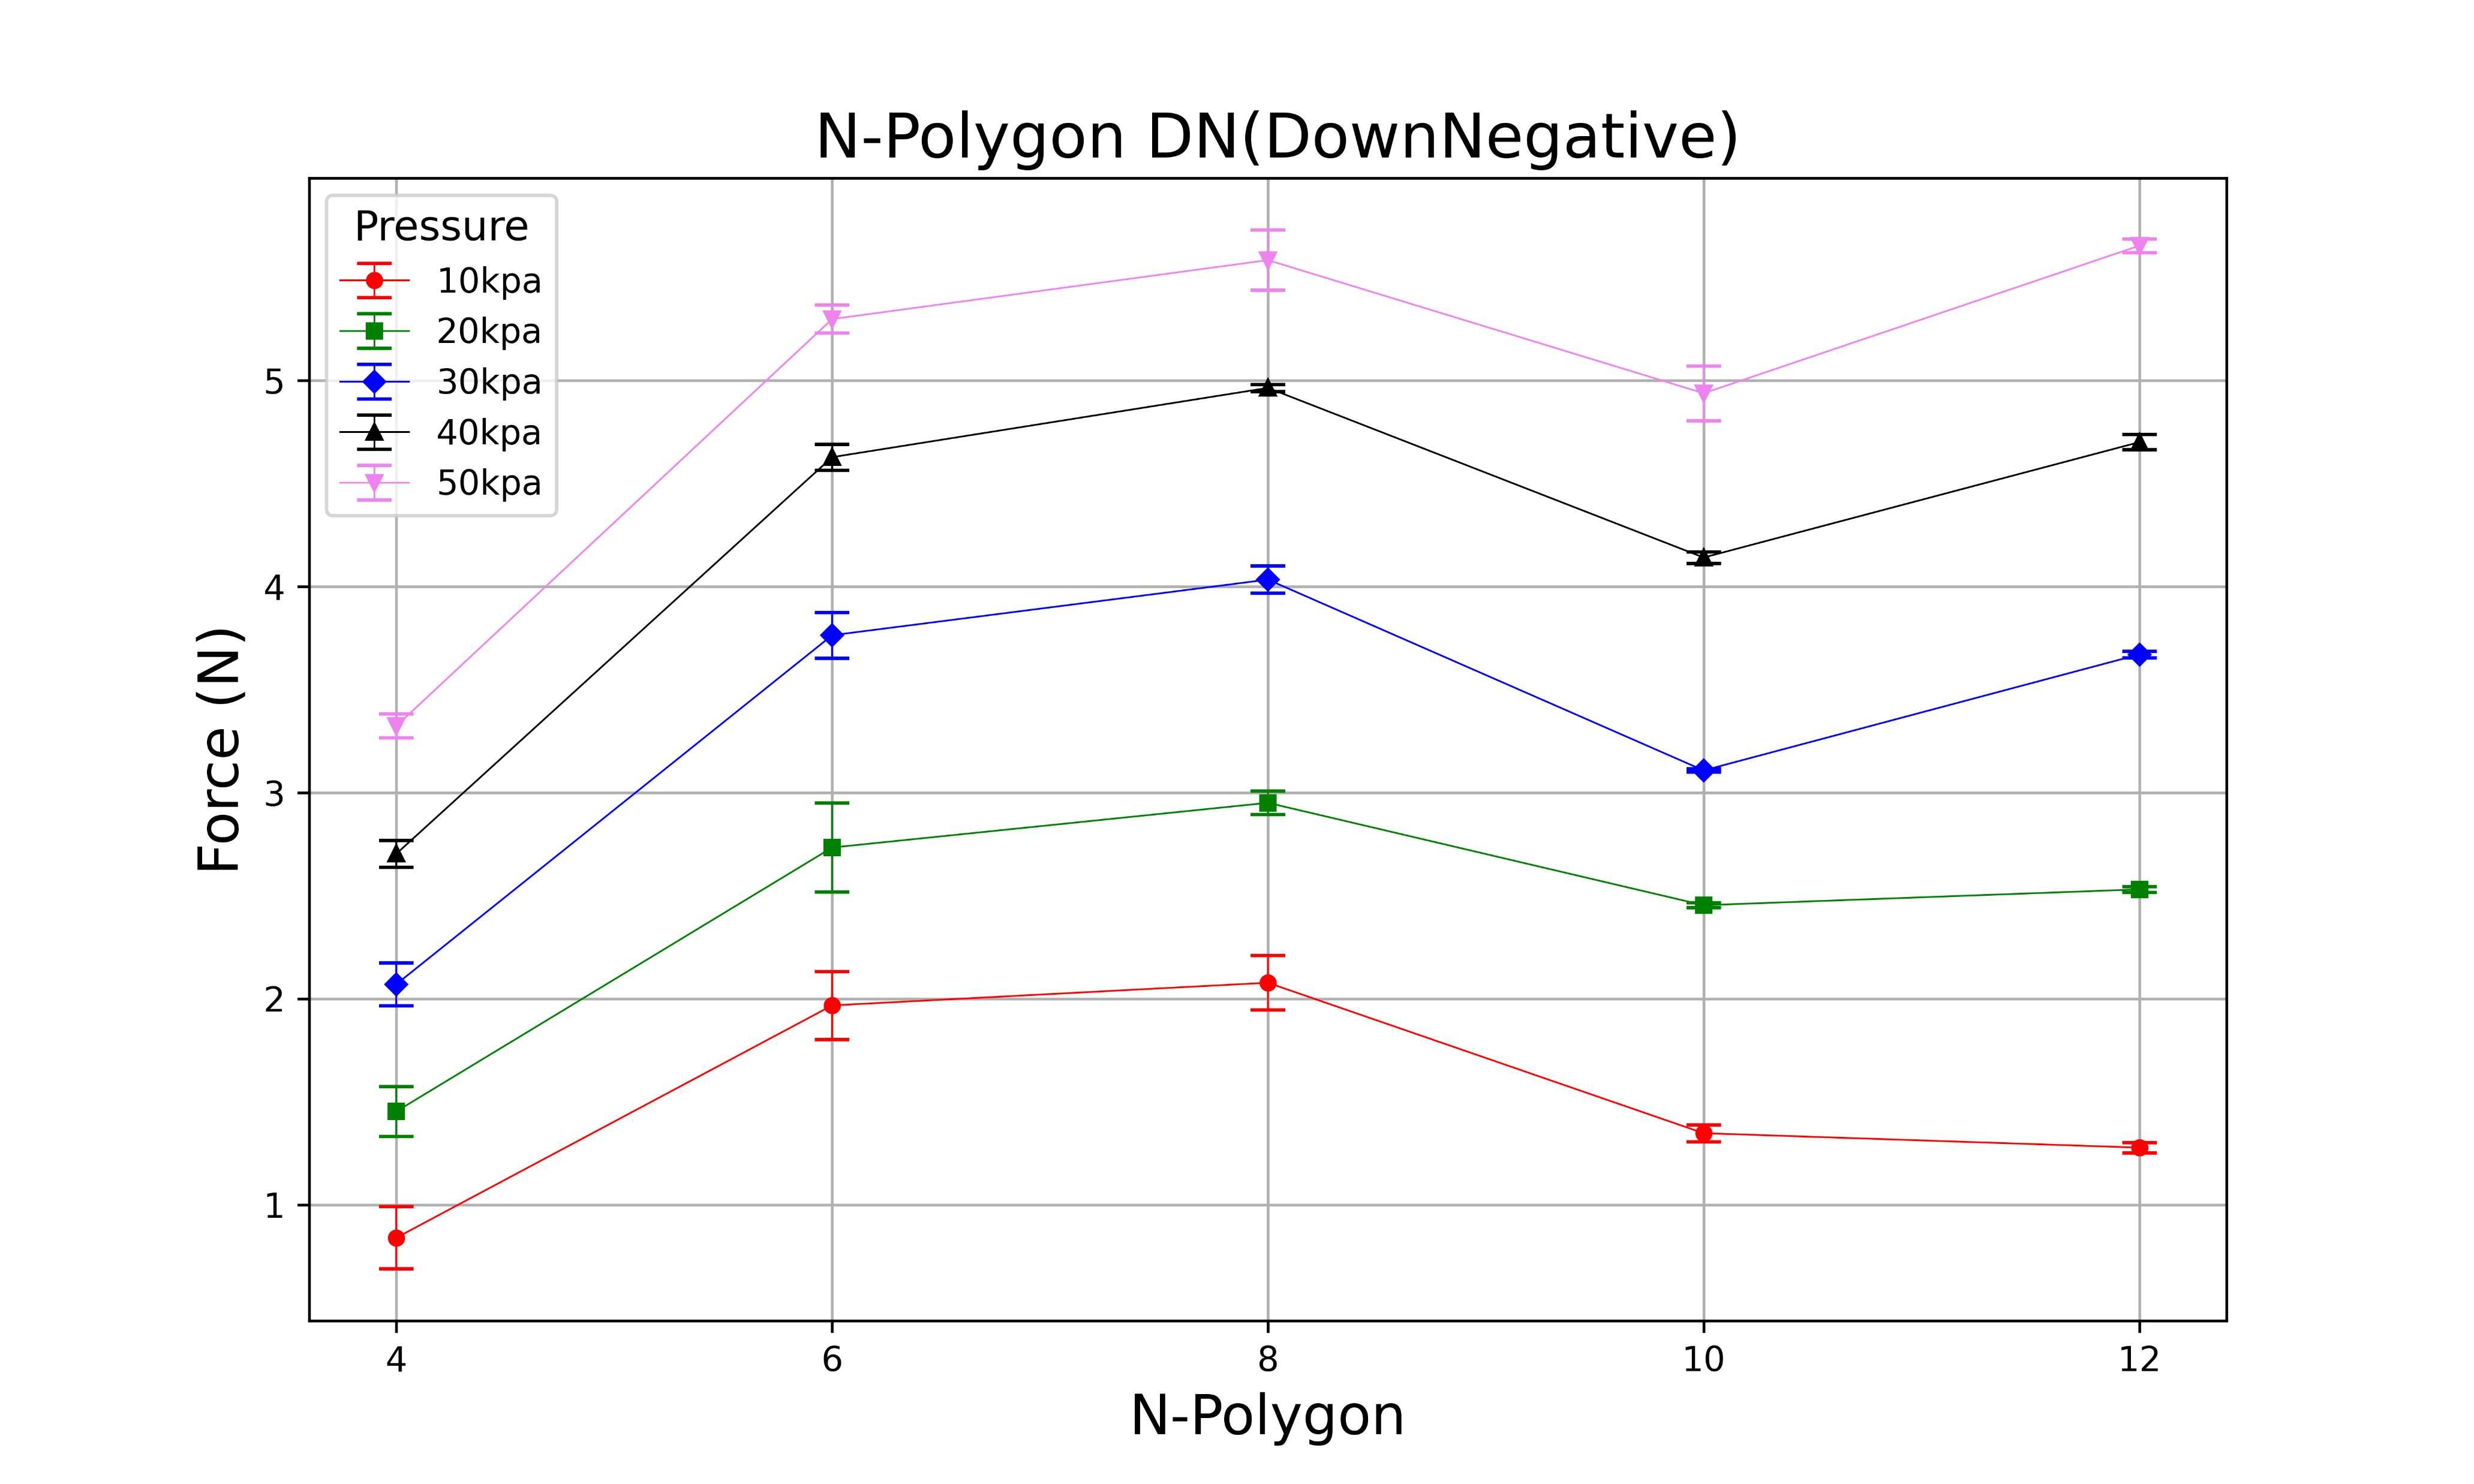 N-Polygon DN(DownNegative)
Pressure
10kpa
20kpa
30kpa
40kpa
50kpa
5
4
3
2
1
Force (N)
4 6 8 10 12
N-Polygon